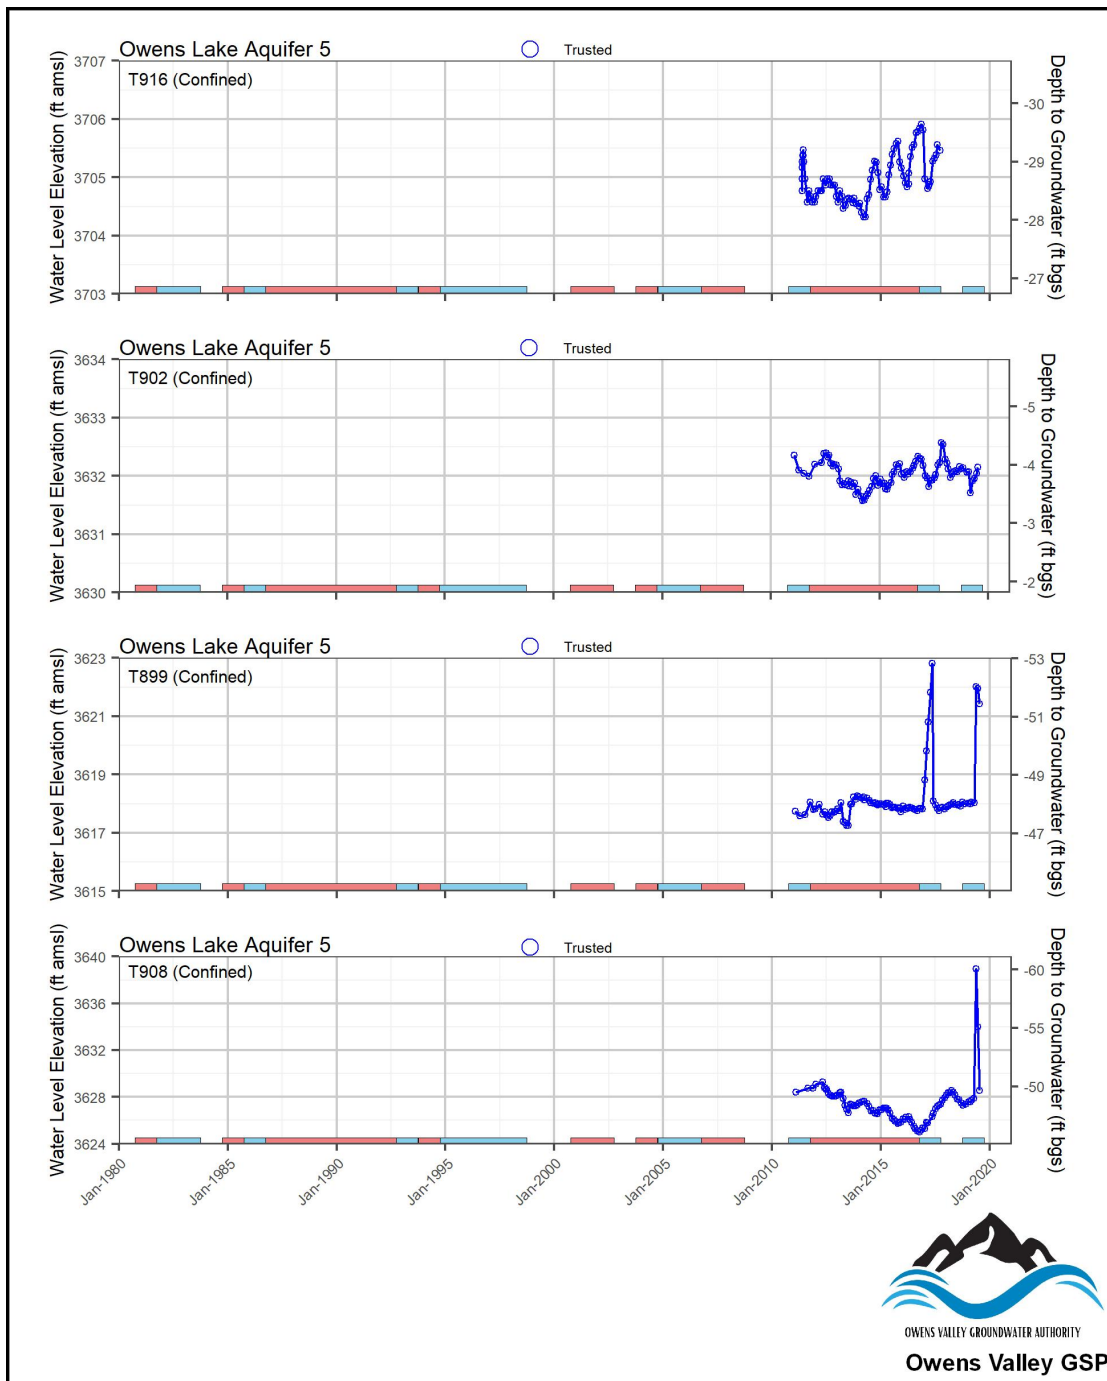 Owens Lake Aquifer 5
Trusted
T916 (Confined)
Water Level Elevation (ft amsl)
3707
3706
3705
3704
3703
Depth to Groundwater (ft bgs)
-30
-29
-28
-27
Owens Lake Aquifer 5
Trusted
T902 (Confined)
Water Level Elevation (ft amsl)
3634
3633
3632
3631
3630
Depth to Groundwater (ft bgs)
-5
-4
-3
-2
Owens Lake Aquifer 5
Trusted
T899 (Confined)
Water Level Elevation (ft amsl)
3623
3621
3619
3617
3615
Depth to Groundwater (ft bgs)
-53
-51
-49
-47
Owens Lake Aquifer 5
Trusted
T908 (Confined)
Water Level Elevation (ft amsl)
3640
3636
3632
3628
3624
Depth to Groundwater (ft bgs)
-60
-55
-50
Jan-1980
Jan-1985
Jan-1990
Jan-1995
Jan-2000
Jan-2005
Jan-2010
Jan-2015
Jan-2020
OWENS VALLEY GROUNDWATER AUTHORITY
Owens Valley GSP